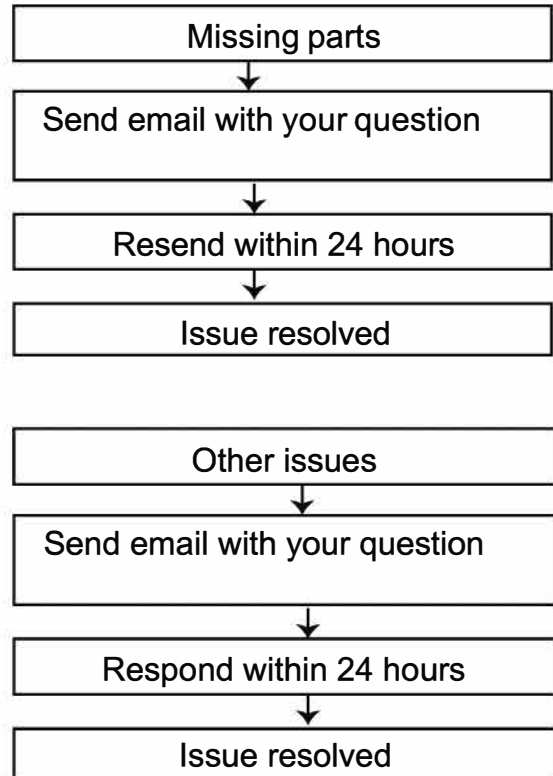 Missing parts
Send email with your question
Resend within 24 hours
Issue resolved
Other issues
Send email with your question
Respond within 24 hours
Issue resolved